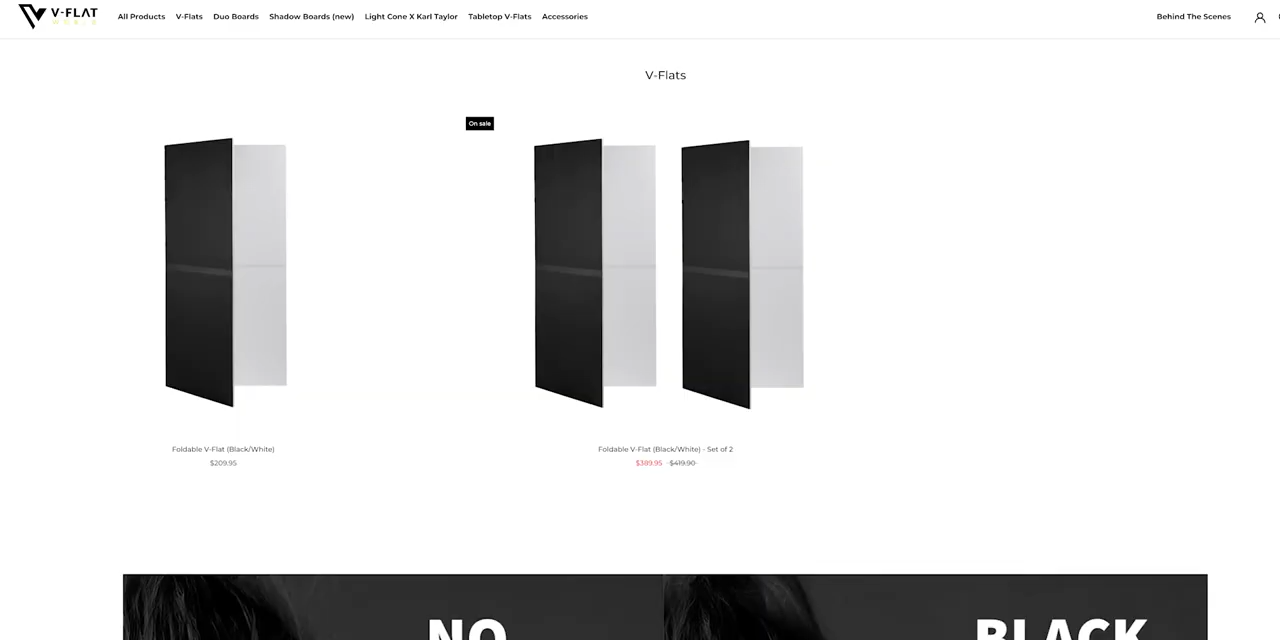 V-FLAT
WORLD
All Products V-Flats Duo Boards Shadow Boards (new) Light Cone X Karl Taylor Tabletop V-Flats Accessories Behind The Scenes
V-Flats
On sale
Foldable V-Flat (Black/White)
$209.95
Foldable V-Flat (Black/White) - Set of 2
$389.95 $419.90
NO
BLACK